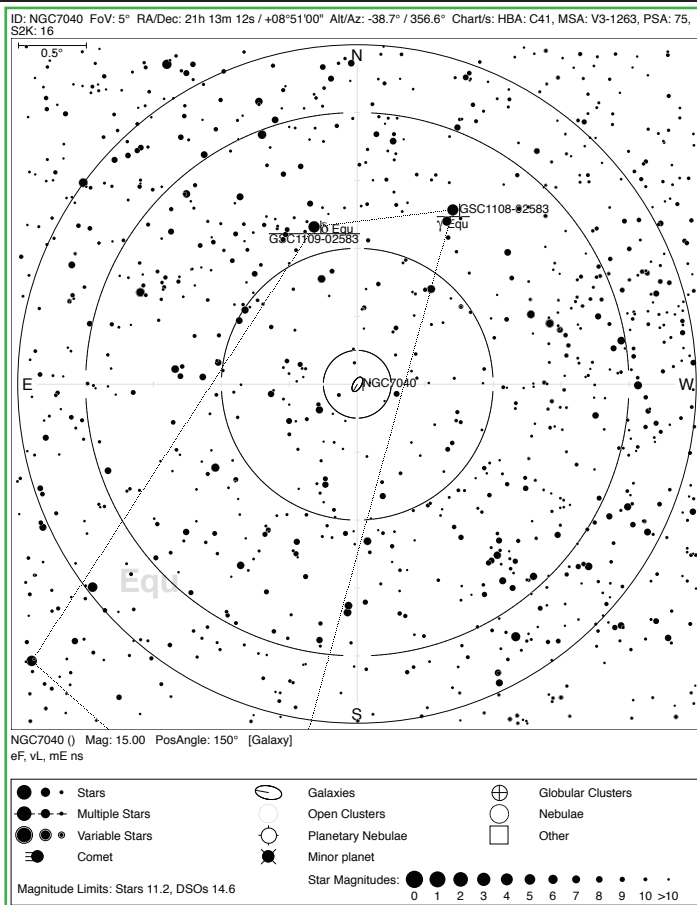 ID: NGC7040 FoV: 5° RA/Dec: 21h 13m 12s / +08°51'00" Alt/Az: -38.7° / 356.6° Chart/s: HBA: C41, MSA: V3-1263, PSA: 75,
S2K: 16
0.5°
N
GSC1108-02583
γ Equ
δ Equ
GSC1109-02583
E
NGC7040
W
Equ
S
NGC7040 () Mag: 15.00 PosAngle: 150° [Galaxy]
eF, vL, mE ns
Stars Galaxies Globular Clusters
Multiple Stars Open Clusters Nebulae
Variable Stars Planetary Nebulae Other
Comet Minor planet
Star Magnitudes:
Magnitude Limits: Stars 11.2, DSOs 14.6
0 1 2 3 4 5 6 7 8 9 10 >10